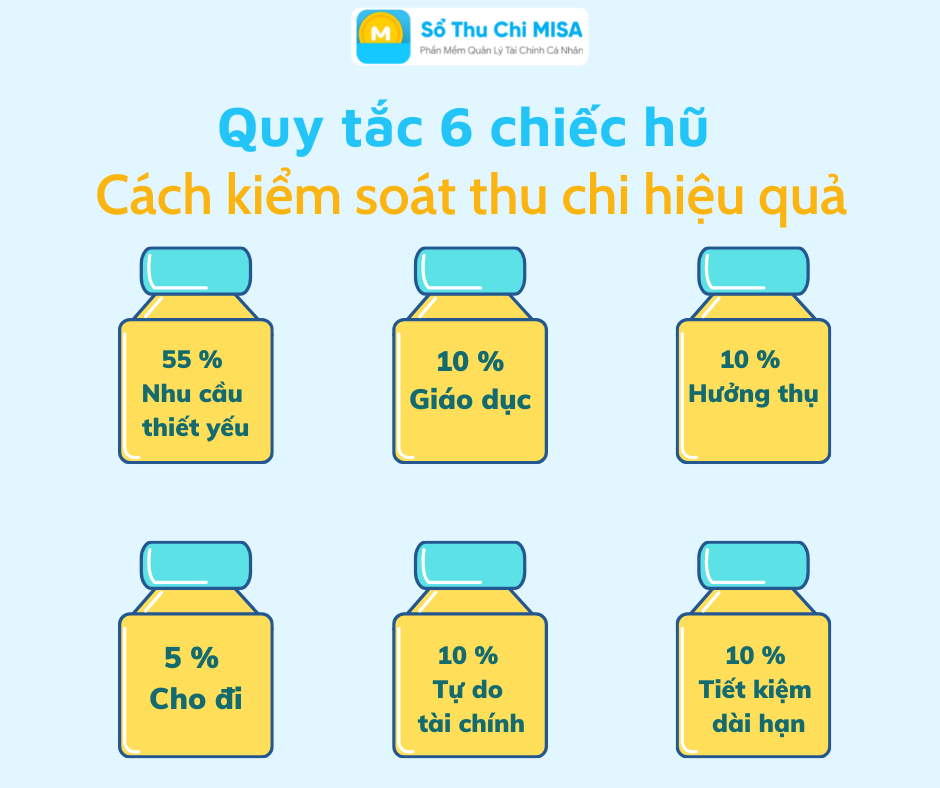 M
Sổ Thu Chi MISA
Phần Mềm Quản Lý Tài Chính Cá Nhân
Quy tắc 6 chiếc hũ
Cách kiểm soát thu chi hiệu quả
55 %
Nhu cầu
thiết yếu
10 %
Giáo dục
10 %
Hưởng thụ
5 %
Cho đi
10 %
Tự do
tài chính
10 %
Tiết kiệm
dài hạn